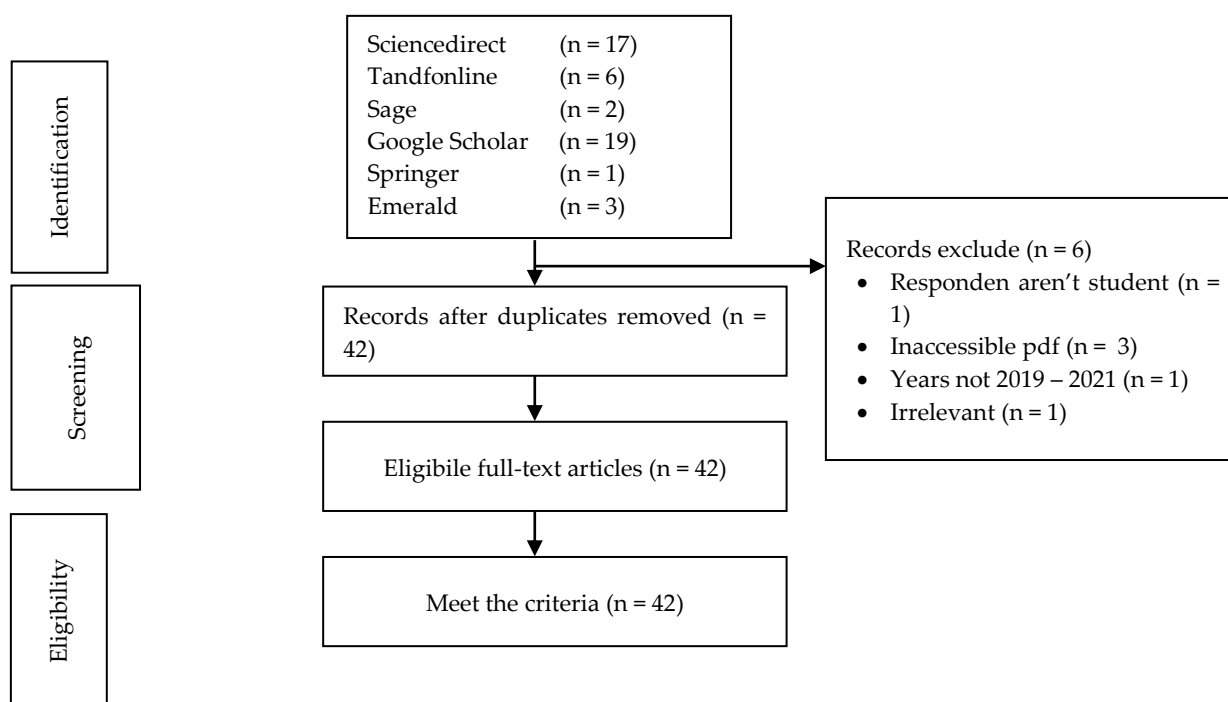 Identification
Sciencedirect (n = 17)
Tandfonline (n = 6)
Sage (n = 2)
Google Scholar (n = 19)
Springer (n = 1)
Emerald (n = 3)
Records exclude (n = 6)
• Responden aren’t student (n =
1)
• Inaccessible pdf (n = 3)
• Years not 2019 – 2021 (n = 1)
• Irrelevant (n = 1)
Screening
Records after duplicates removed (n =
42)
Eligibile full-text articles (n = 42)
Eligibility
Meet the criteria (n = 42)